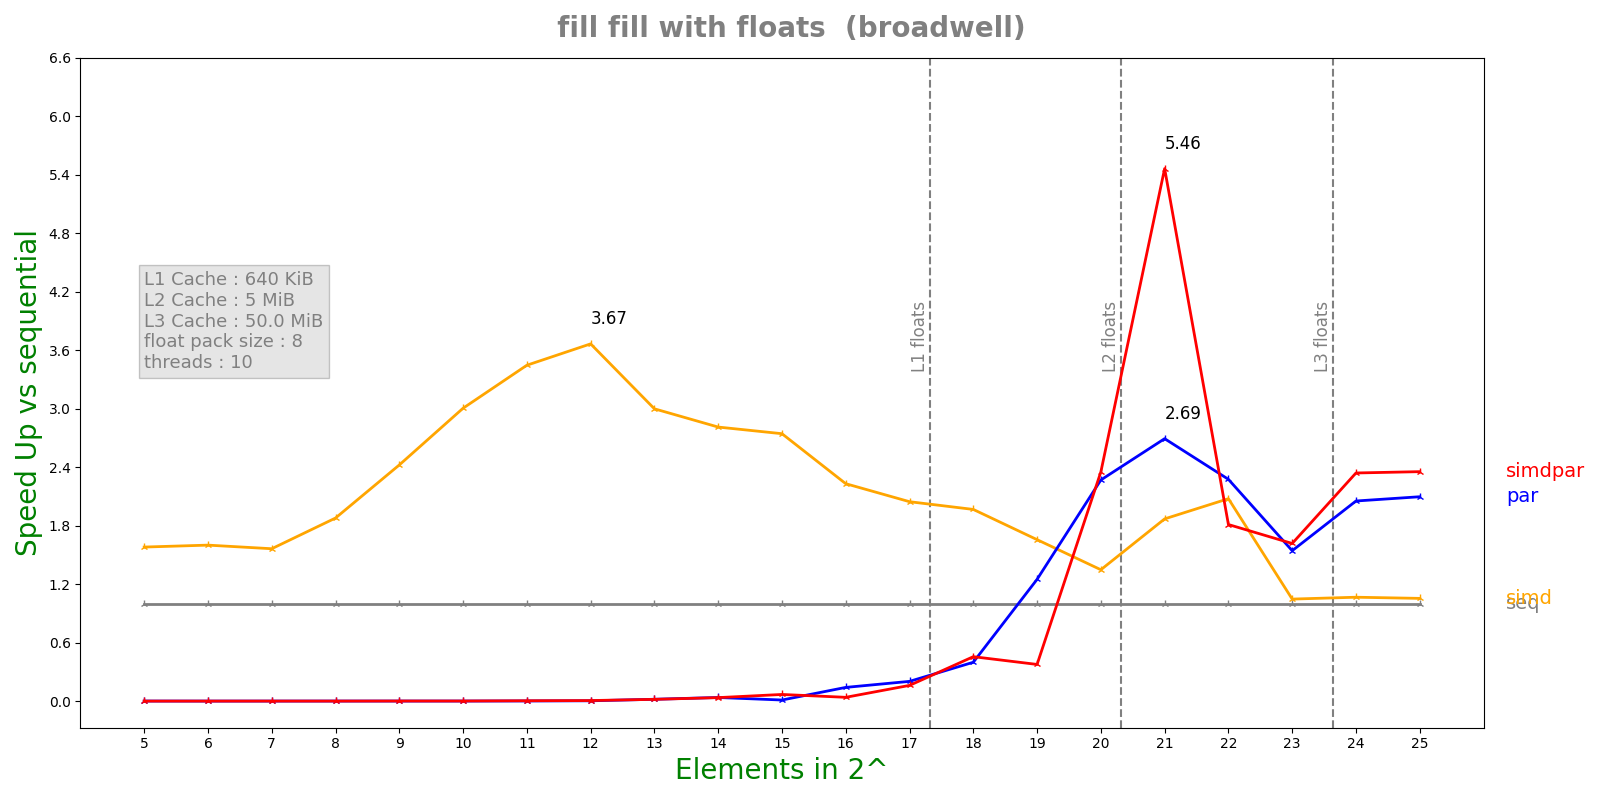 fill fill with floats  (broadwell)
Speed Up vs sequential
6.6
6.0
5.4
4.8
4.2
3.6
3.0
2.4
1.8
1.2
0.6
0.0
L1 Cache : 640 KiB
L2 Cache : 5 MiB
L3 Cache : 50.0 MiB
float pack size : 8
threads : 10
3.67
5.46
2.69
L1 floats
L2 floats
L3 floats
simdpar
par
simd
seq
5 6 7 8 9 10 11 12 13 14 15 16 17 18 19 20 21 22 23 24 25
Elements in 2^